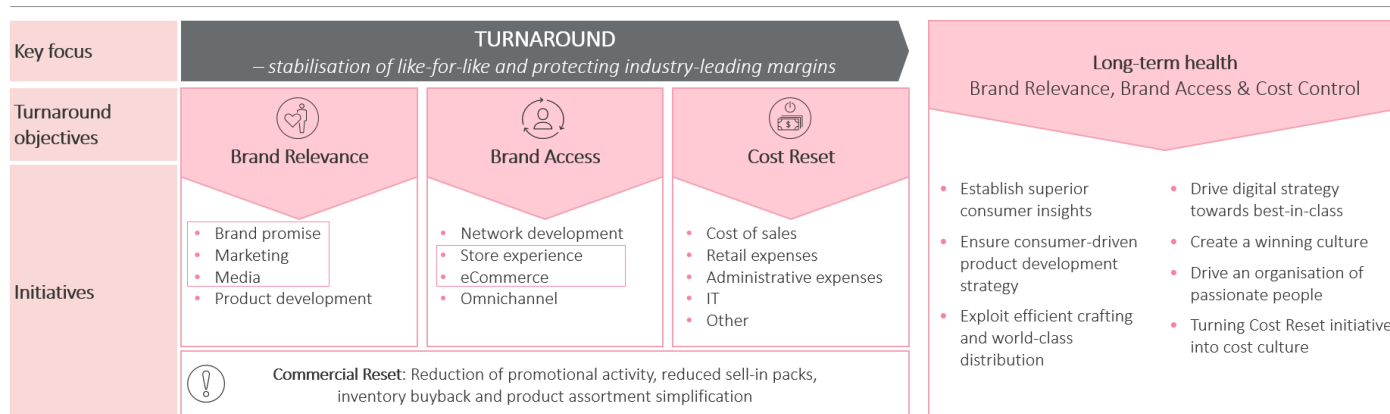 Key focus
TURNAROUND
– stabilisation of like-for-like and protecting industry-leading margins
Turnaround
objectives
Brand Relevance
Brand Access
Cost Reset
Initiatives
• Brand promise
• Marketing
• Media
• Product development
• Network development
• Store experience
• eCommerce
• Omnichannel
• Cost of sales
• Retail expenses
• Administrative expenses
• IT
• Other
Commercial Reset: Reduction of promotional activity, reduced sell-in packs,
inventory buyback and product assortment simplification
Long-term health
Brand Relevance, Brand Access & Cost Control
• Establish superior
consumer insights
• Ensure consumer-driven
product development
strategy
• Exploit efficient crafting
and world-class
distribution
• Drive digital strategy
towards best-in-class
• Create a winning culture
• Drive an organisation of
passionate people
• Turning Cost Reset initiative
into cost culture